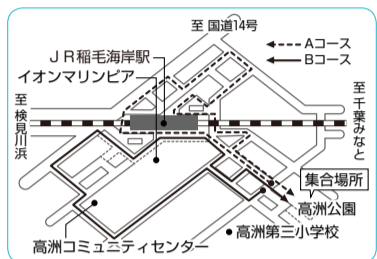 至 国道14号
Aコース
Bコース
JR稲毛海岸駅
イオンマリンピア
至 検見川浜
至 千葉みなと
集合場所
高洲公園
高洲第三小学校
高洲コミュニティセンター